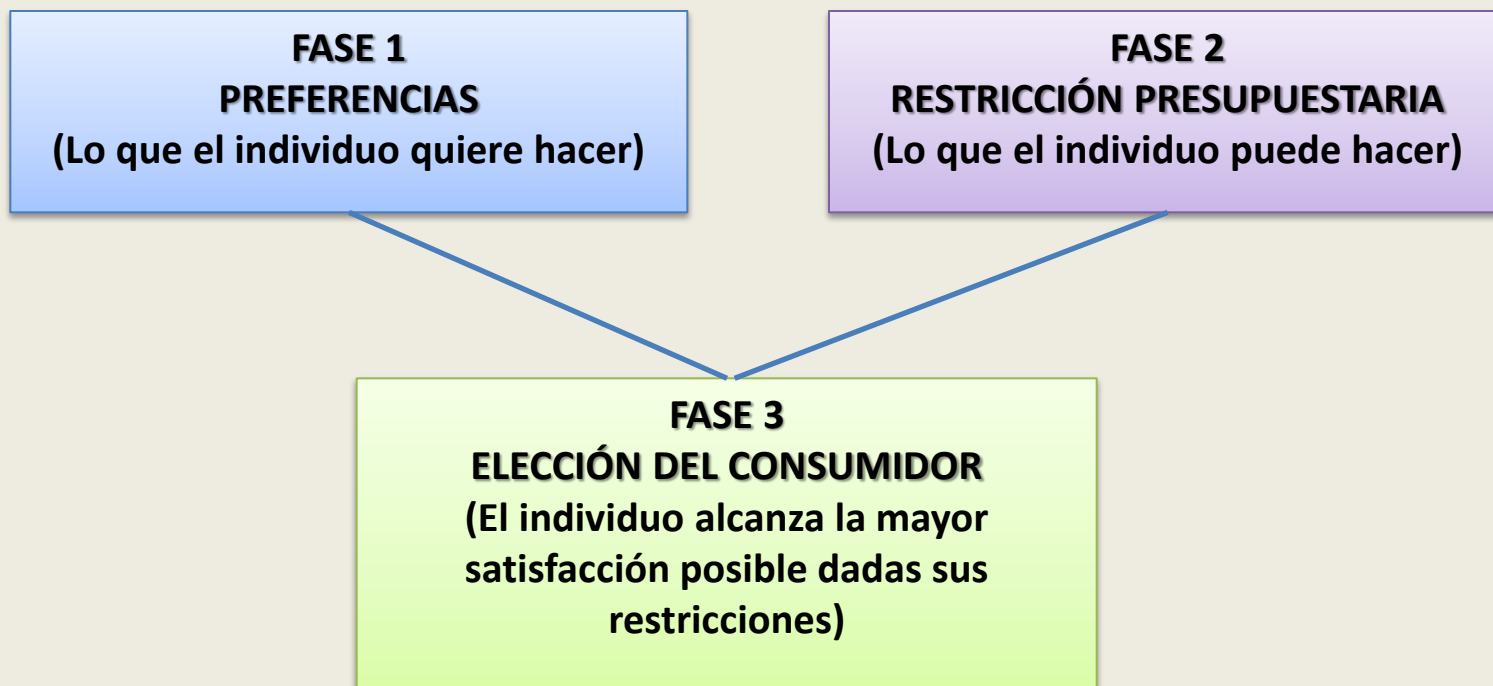 FASE 1
PREFERENCIAS
(Lo que el individuo quiere hacer)
FASE 2
RESTRICCIÓN PRESUPUESTARIA
(Lo que el individuo puede hacer)
FASE 3
ELECCIÓN DEL CONSUMIDOR
(El individuo alcanza la mayor
satisfacción posible dadas sus
restricciones)